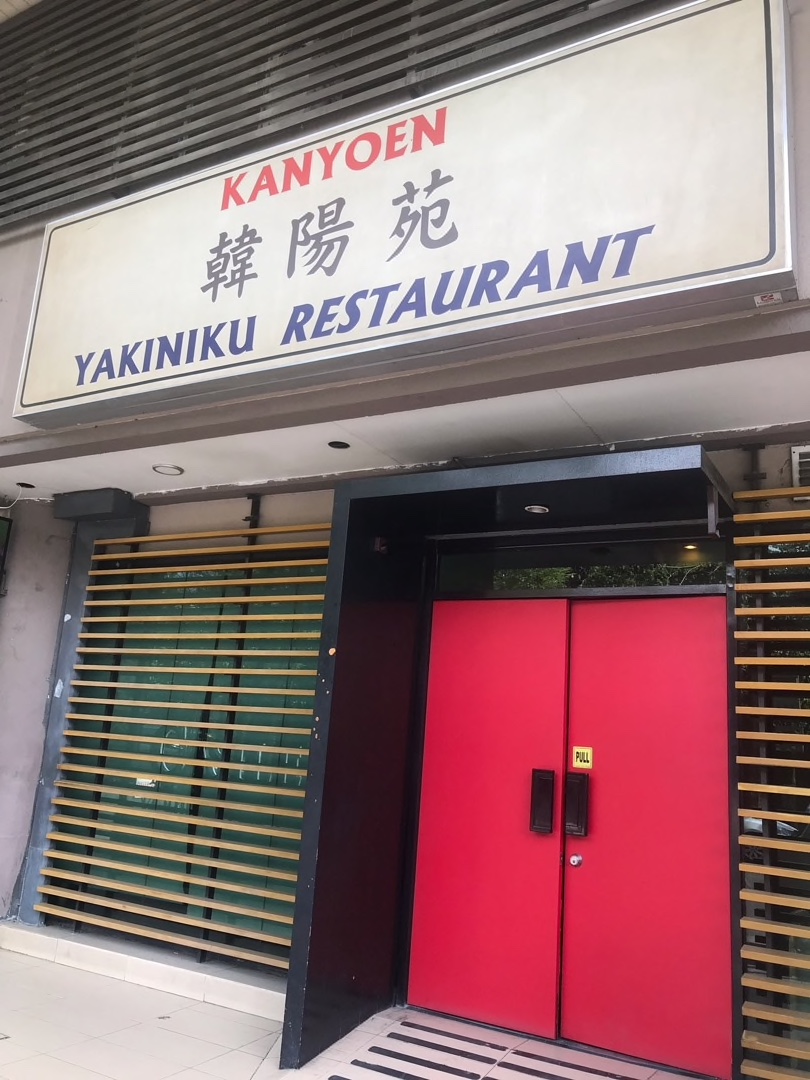 KANYOEN
韓陽苑
YAKINIKU RESTAURANT
PULL